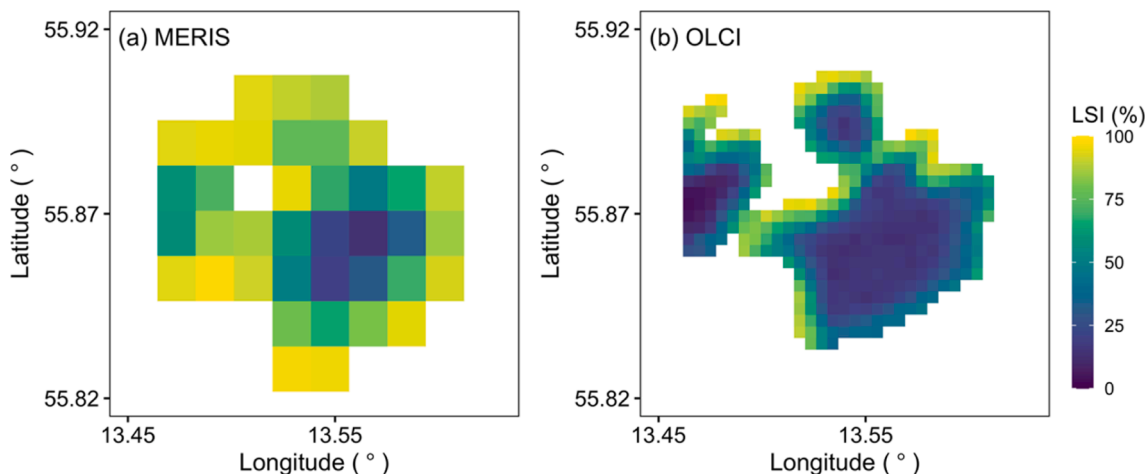 (a) MERIS
(b) OLCI
55.92
55.87
55.82
Latitude ( ° )
13.45
13.55
Longitude ( ° )
55.92
55.87
55.82
Latitude ( ° )
13.45
13.55
Longitude ( ° )
LSI (%)
100
75
50
25
0